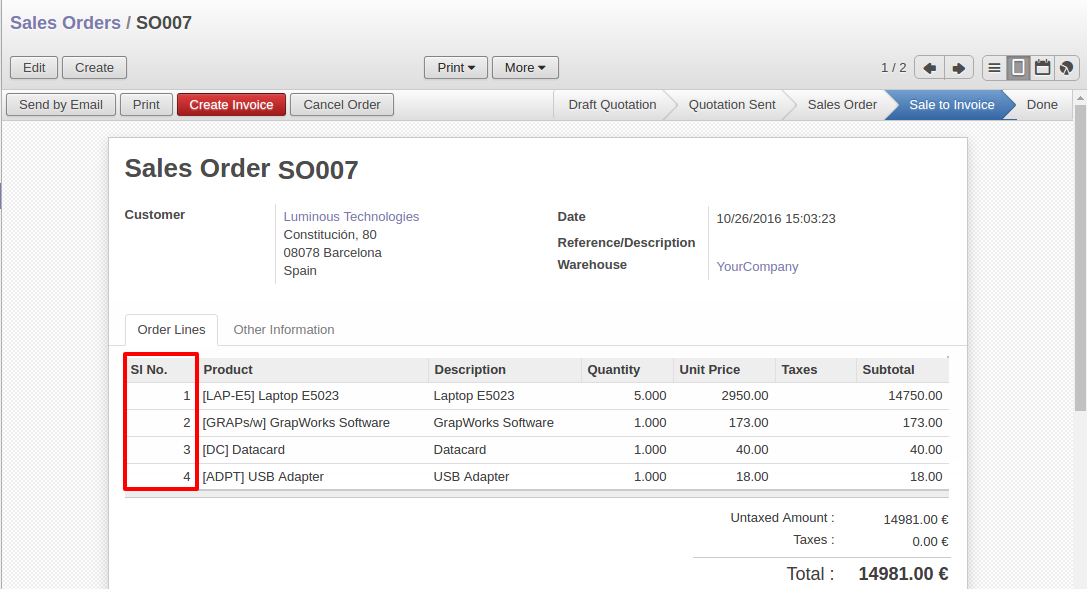 Sales Orders / SO007
Edit Create Print More 1 / 2
Send by Email Print Create Invoice Cancel Order Draft Quotation Quotation Sent Sales Order Sale to Invoice Done
Sales Order SO007
Customer
Luminous Technologies
Constitución, 80
08078 Barcelona
Spain
Date 10/26/2016 15:03:23
Reference/Description
Warehouse YourCompany
Order Lines Other Information
Sl No. Product Description Quantity Unit Price Taxes Subtotal
1 [LAP-E5] Laptop E5023 Laptop E5023 5.000 2950.00 14750.00
2 [GRAPs/w] GrapWorks Software GrapWorks Software 1.000 173.00 173.00
3 [DC] Datacard Datacard 1.000 40.00 40.00
4 [ADPT] USB Adapter USB Adapter 1.000 18.00 18.00
Untaxed Amount : 14981.00 €
Taxes : 0.00 €
Total : 14981.00 €